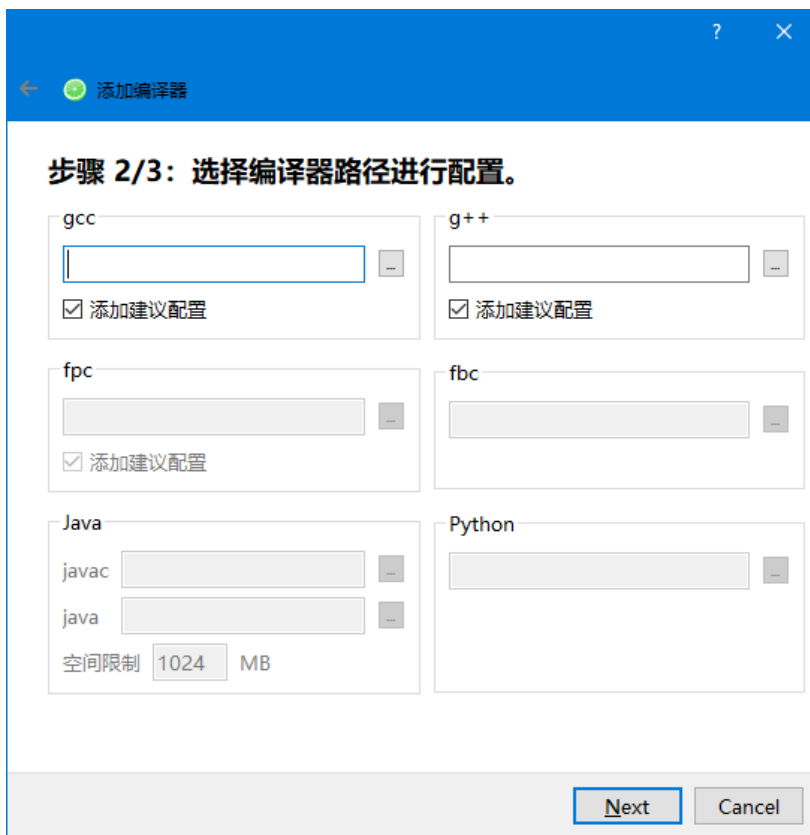 添加编译器
步骤 2/3：选择编译器路径进行配置。
gcc
...
添加建议配置
g++
...
添加建议配置
fpc
...
添加建议配置
fbc
...
Java
javac
...
java
...
空间限制 1024 MB
Python
...
Next
Cancel